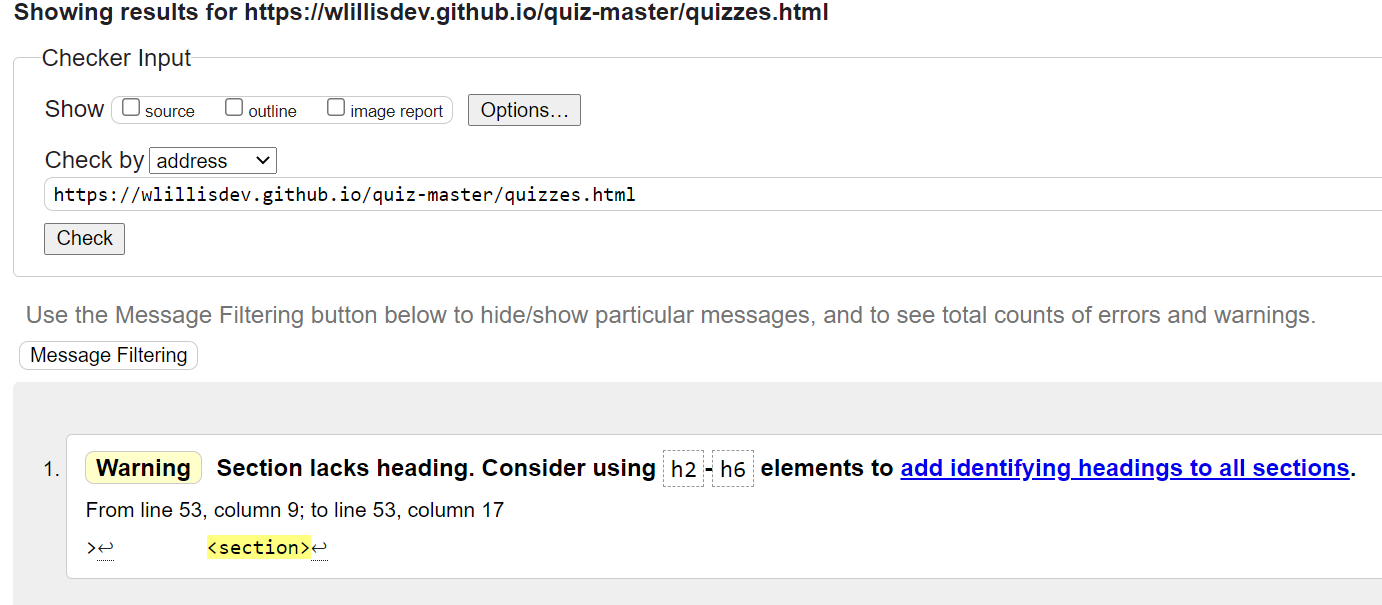 Showing results for https://wlillisdev.github.io/quiz-master/quizzes.html
Checker Input
Show source outline image report Options...
Check by address
https://wlillisdev.github.io/quiz-master/quizzes.html
Check
Use the Message Filtering button below to hide/show particular messages, and to see total counts of errors and warnings.
Message Filtering
1. Warning Section lacks heading. Consider using h2-h6 elements to add identifying headings to all sections.
From line 53, column 9; to line 53, column 17
>↩ <section>↩